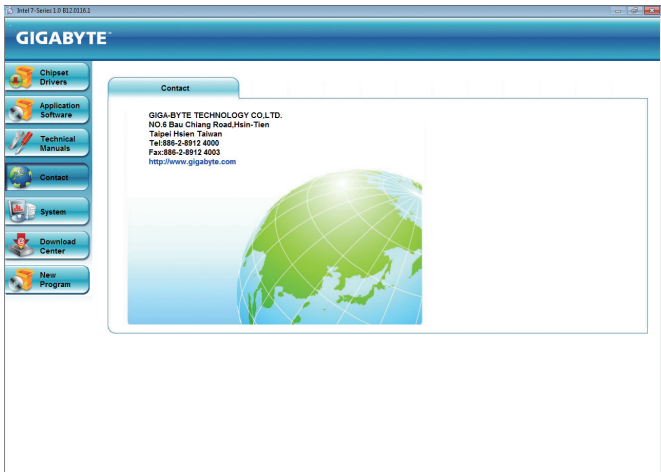 Intel 7-Series 1.0 B12.0116.1
GIGABYTE™
Chipset
Drivers
Application
Software
Technical
Manuals
Contact
System
Download
Center
New
Program
Contact
GIGA-BYTE TECHNOLOGY CO,LTD.
NO.6 Bau Chiang Road,Hsin-Tien
Taipei Hsien Taiwan
Tel:886-2-8912 4000
Fax:886-2-8912 4003
http://www.gigabyte.com